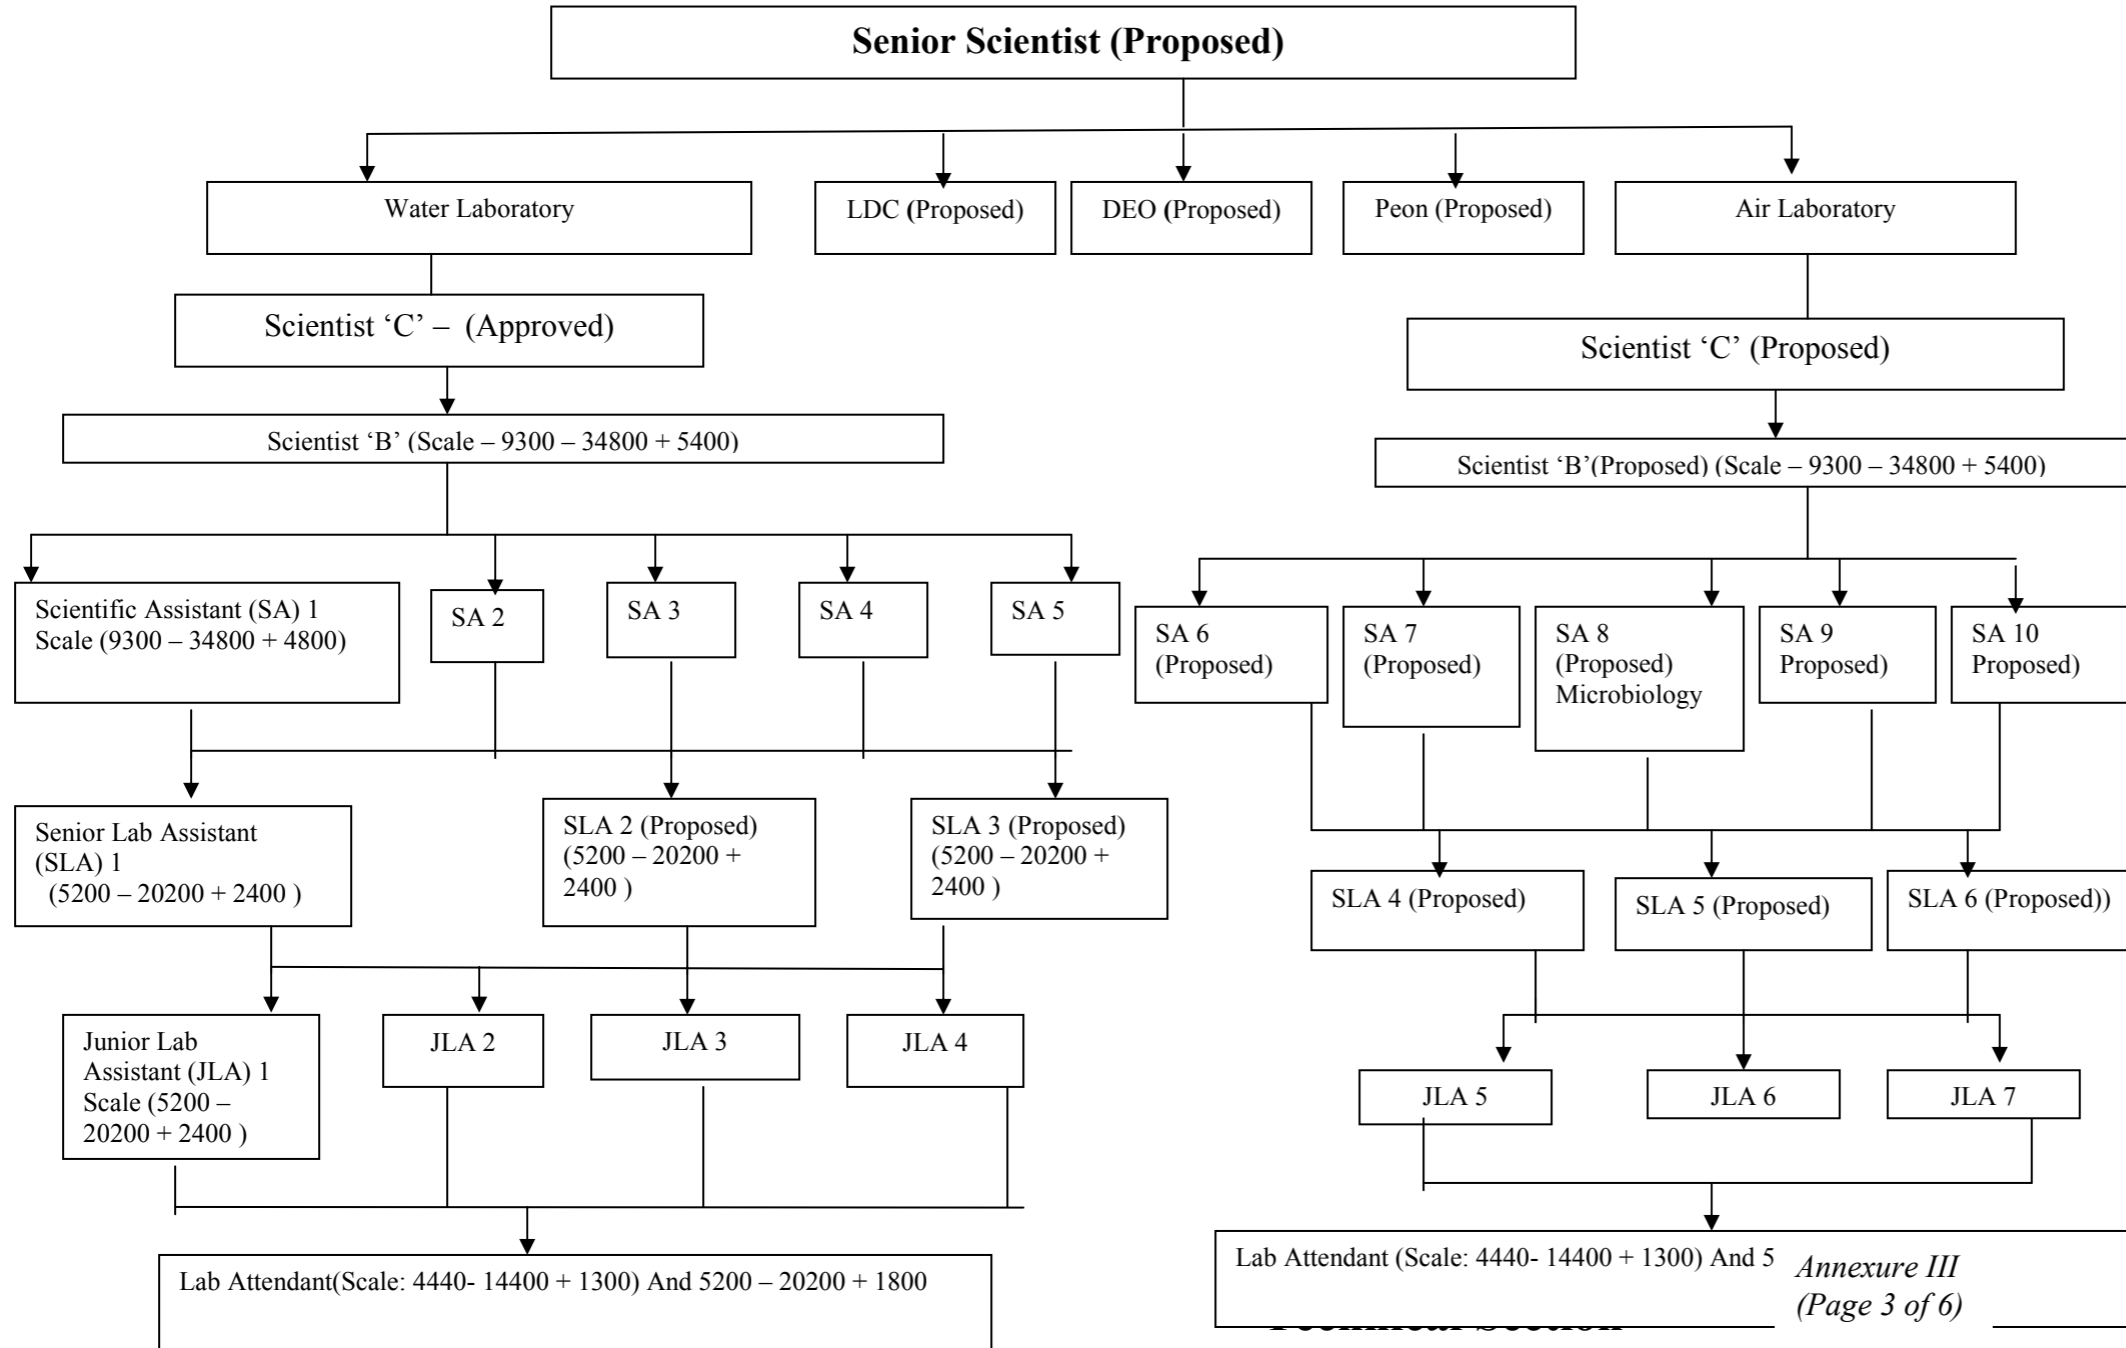 Senior Scientist (Proposed)
Water Laboratory
LDC (Proposed)
DEO (Proposed)
Peon (Proposed)
Air Laboratory
Scientist ‘C’ –  (Approved)
Scientist ‘C’ (Proposed)
Scientist ‘B’ (Scale – 9300 – 34800 + 5400)
Scientist ‘B’(Proposed) (Scale – 9300 – 34800 + 5400)
Scientific Assistant (SA) 1
Scale (9300 – 34800 + 4800)
SA 2
SA 3
SA 4
SA 5
SA 6
(Proposed)
SA 7
(Proposed)
SA 8
(Proposed)
Microbiology
SA 9
Proposed)
SA 10
Proposed)
Senior Lab Assistant
(SLA) 1
(5200 – 20200 + 2400 )
SLA 2 (Proposed)
(5200 – 20200 +
2400 )
SLA 3 (Proposed)
(5200 – 20200 +
2400 )
SLA 4 (Proposed)
SLA 5 (Proposed)
SLA 6 (Proposed))
Junior Lab
Assistant (JLA) 1
Scale (5200 –
20200 + 2400 )
JLA 2
JLA 3
JLA 4
JLA 5
JLA 6
JLA 7
Lab Attendant(Scale: 4440- 14400 + 1300) And 5200 – 20200 + 1800
Lab Attendant (Scale: 4440- 14400 + 1300) And 5
Annexure III
(Page 3 of 6)